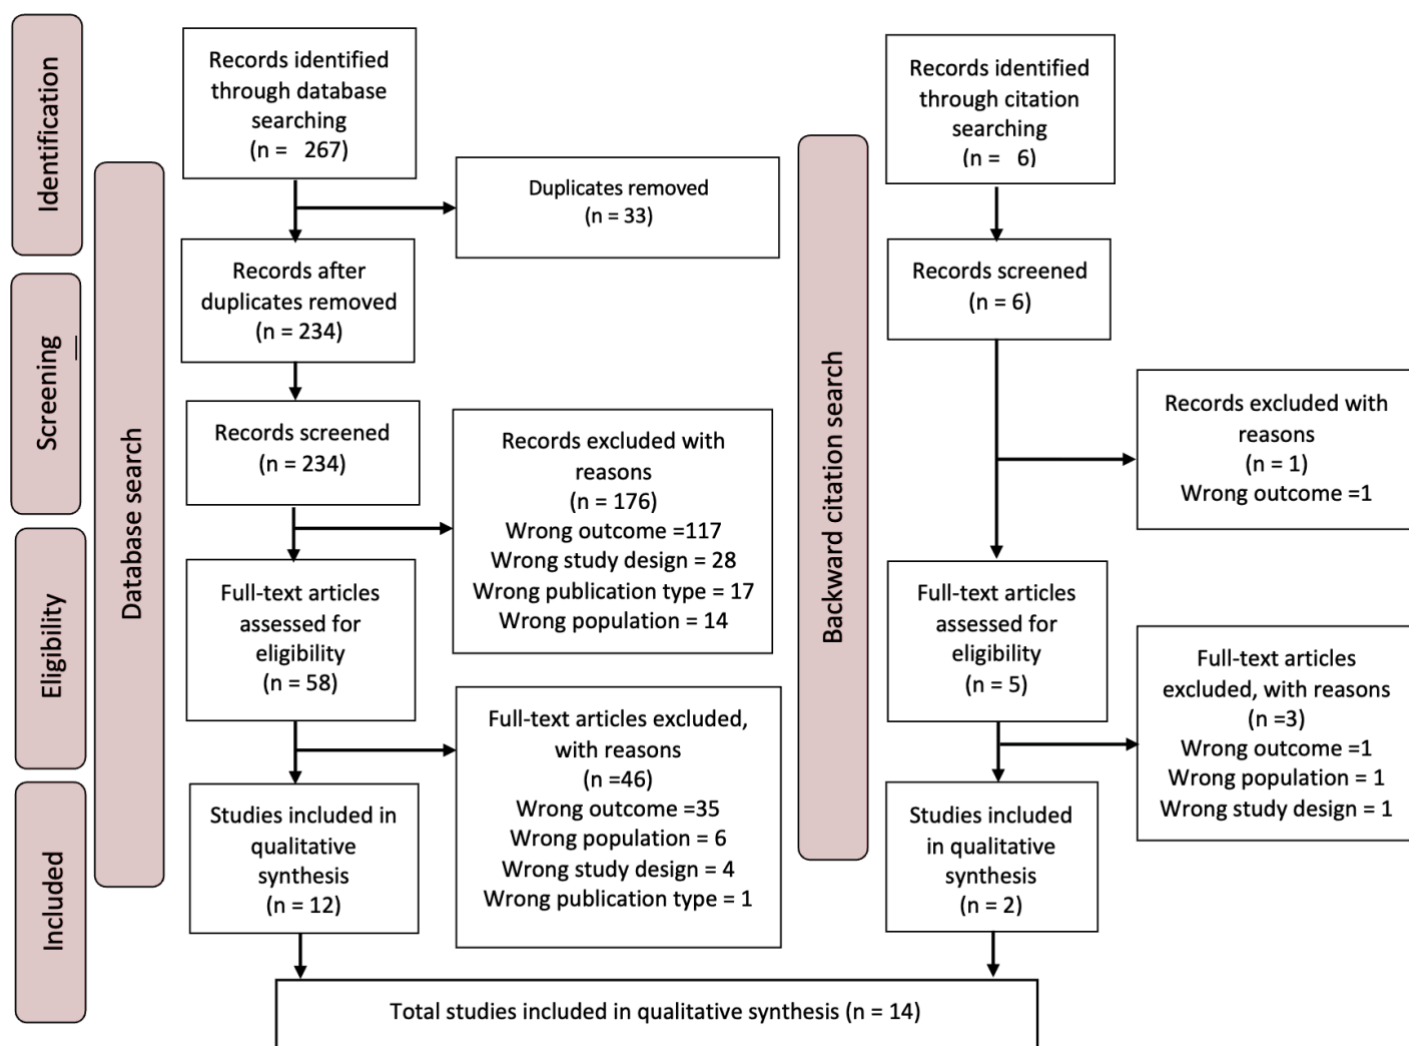 Identification
Screening
Eligibility
Included
Database search
Records identified
through database
searching
(n =   267)
Duplicates removed
(n = 33)
Records after
duplicates removed
(n = 234)
Records screened
(n = 234)
Records excluded with
reasons
(n = 176)
Wrong outcome =117
Wrong study design = 28
Wrong publication type = 17
Wrong population = 14
Full-text articles
assessed for
eligibility
(n = 58)
Full-text articles excluded,
with reasons
(n =46)
Wrong outcome =35
Wrong population = 6
Wrong study design = 4
Wrong publication type = 1
Studies included in
qualitative
synthesis
(n = 12)
Backward citation search
Records identified
through citation
searching
(n =   6)
Records screened
(n = 6)
Records excluded with
reasons
(n = 1)
Wrong outcome =1
Full-text articles
assessed for
eligibility
(n = 5)
Full-text articles
excluded, with reasons
(n =3)
Wrong outcome =1
Wrong population = 1
Wrong study design = 1
Studies included
in qualitative
synthesis
(n = 2)
Total studies included in qualitative synthesis (n = 14)